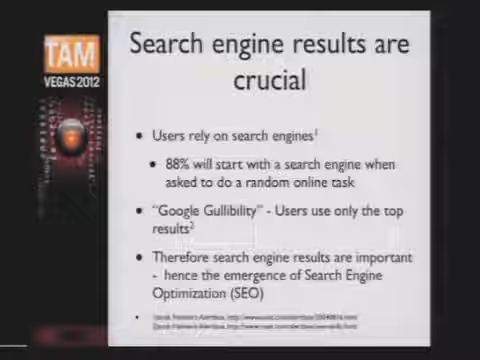 TAM
VEGAS 2012
Search engine results are
crucial
• Users rely on search engines1
• 88% will start with a search engine when
asked to do a random online task
• "Google Gullibility" - Users use only the top
results2
• Therefore search engine results are important
- hence the emergence of Search Engine
Optimization (SEO)